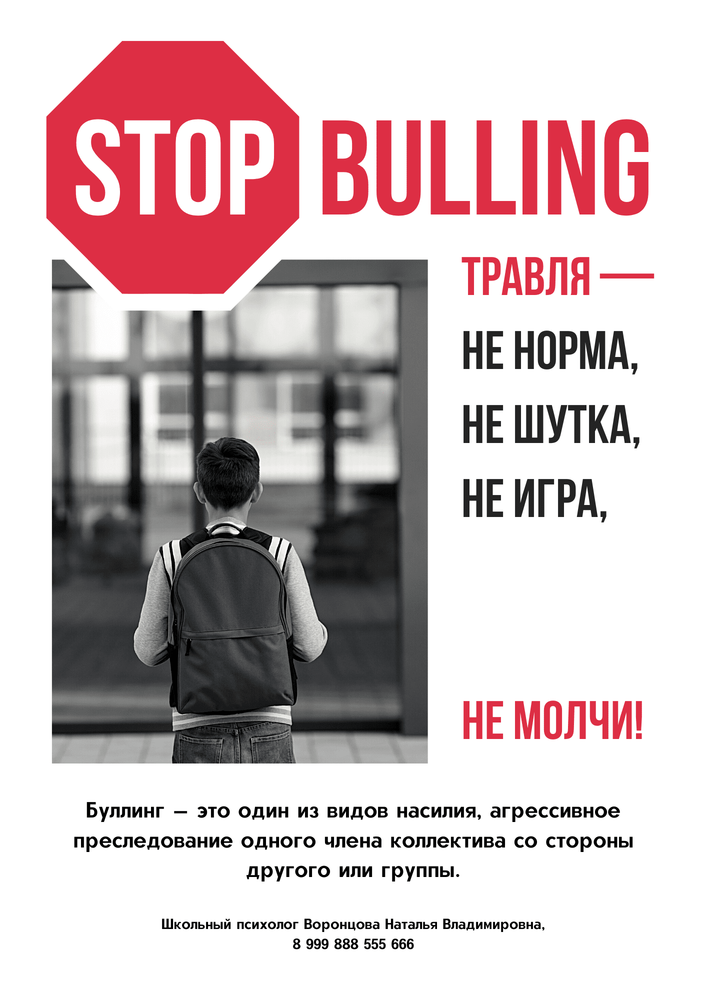 STOP BULLING
ТРАВЛЯ —
НЕ НОРМА,
НЕ ШУТКА,
НЕ ИГРА,
НЕ МОЛЧИ!
Буллинг – это один из видов насилия, агрессивное
преследование одного члена коллектива со стороны
другого или группы.
Школьный психолог Воронцова Наталья Владимировна,
8 999 888 555 666